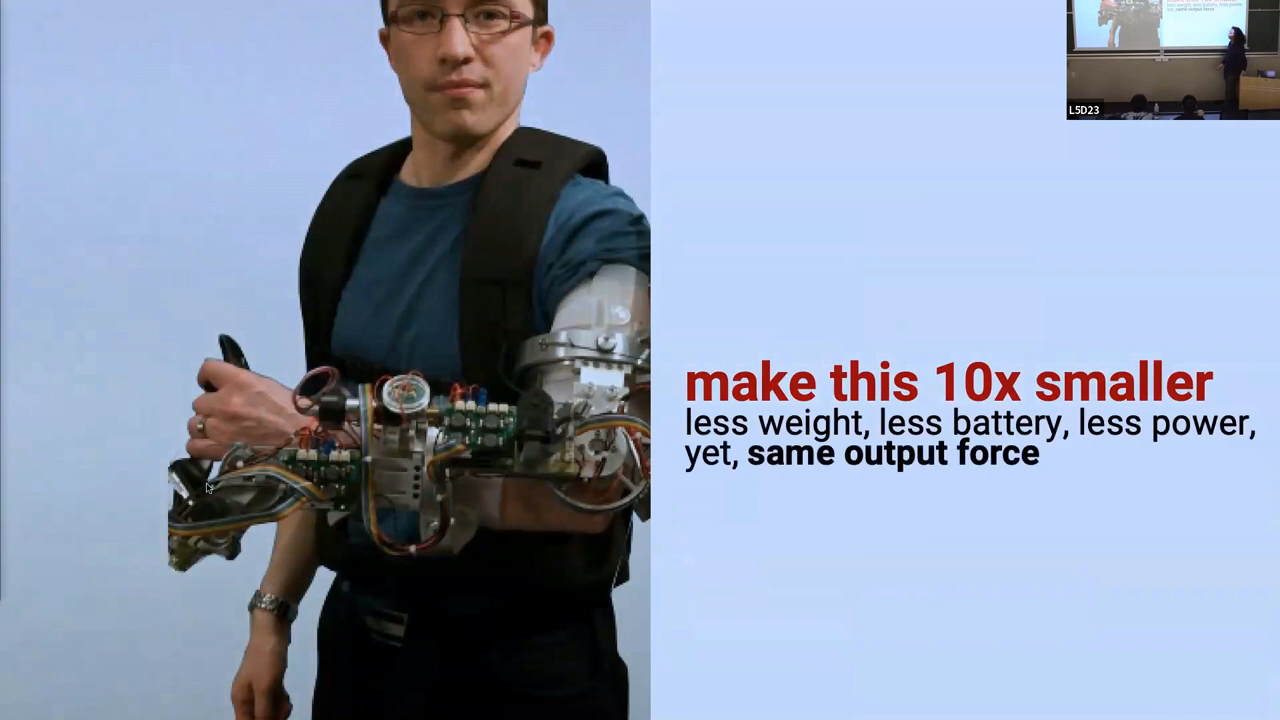 make this 10x smaller
less weight, less battery, less power,
yet, same output force
L5D23